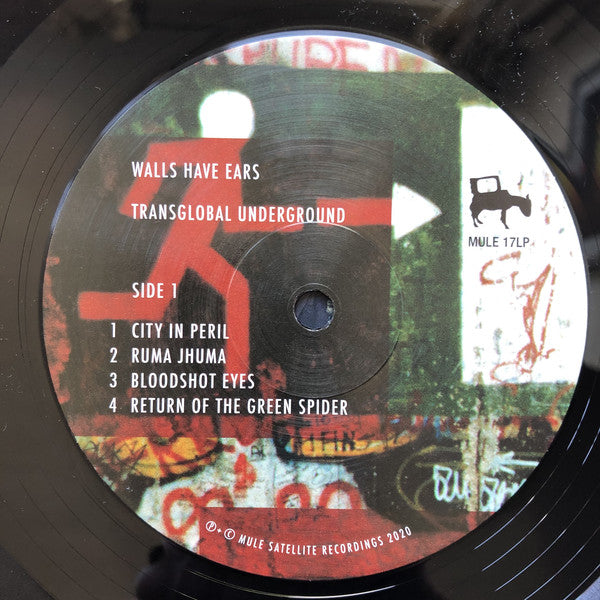 WALLS HAVE EARS
TRANSGLOBAL UNDERGROUND
MULE 17LP
SIDE 1
1 CITY IN PERIL
2 RUMA JHUMA
3 BLOODSHOT EYES
4 RETURN OF THE GREEN SPIDER
℗ + © MULE SATELLITE RECORDINGS 2020